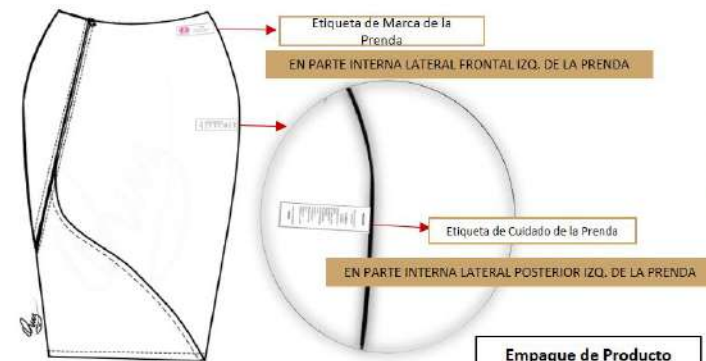 Etiqueta de Marca de la
Prenda
EN PARTE INTERNA LATERAL FRONTAL IZQ. DE LA PRENDA
Etiqueta de Cuidado de la Prenda
EN PARTE INTERNA LATERAL POSTERIOR IZQ. DE LA PRENDA
Empaque de Producto